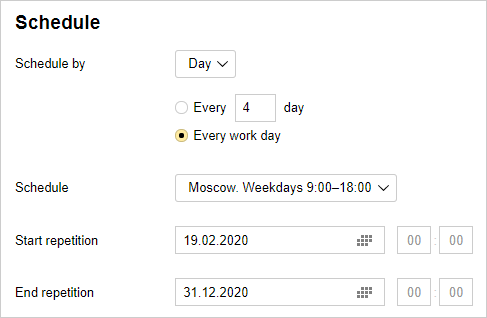 Schedule
Schedule by Day
Every 4 day
Every work day
Schedule Moscow. Weekdays 9:00–18:00
Start repetition 19.02.2020 00 : 00
End repetition 31.12.2020 00 : 00